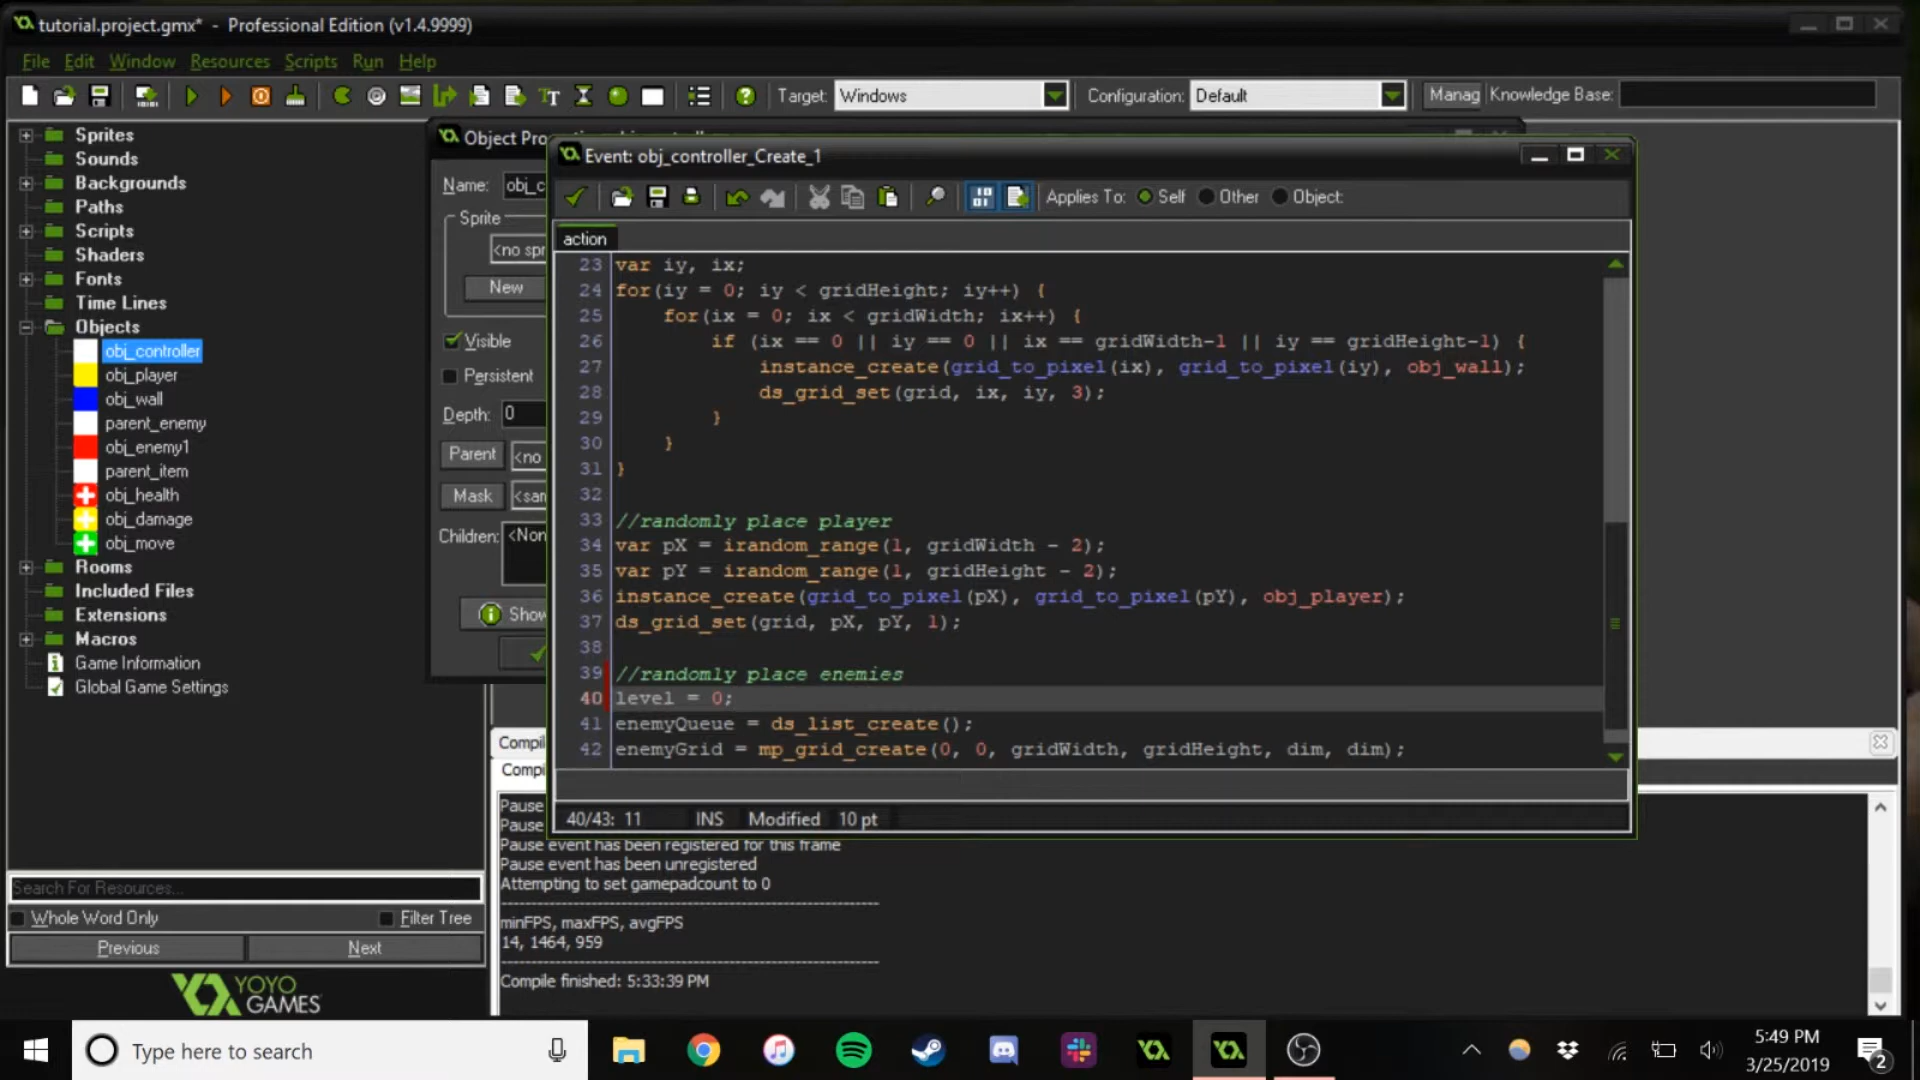 tutorial.project.gmx* - Professional Edition (v1.4.9999)
File Edit Window Resources Scripts Run Help
Target: Windows Configuration: Default Manag Knowledge Base:
Sprites
Sounds
Backgrounds
Paths
Scripts
Shaders
Fonts
Time Lines
Objects
obj_controller
obj_player
obj_wall
parent_enemy
obj_enemy1
parent_item
obj_health
obj_damage
obj_move
Rooms
Included Files
Extensions
Macros
Game Information
Global Game Settings
Search For Resources...
Whole Word Only Filter Tree
Previous Next
YOYO
GAMES
Object Pro
Name: obj_c
Sprite
<no spr
New
Visible
Persistent
Depth: 0
Parent <no
Mask <sam
Children: <Non
Show
Event: obj_controller_Create_1
Applies To: Self Other Object:
action
23 var iy, ix;
24 for(iy = 0; iy < gridHeight; iy++) {
25 for(ix = 0; ix < gridWidth; ix++) {
26 if (ix == 0 || iy == 0 || ix == gridWidth-1 || iy == gridHeight-1) {
27 instance_create(grid_to_pixel(ix), grid_to_pixel(iy), obj_wall);
28 ds_grid_set(grid, ix, iy, 3);
29 }
30 }
31 }
32
33 //randomly place player
34 var pX = irandom_range(1, gridWidth - 2);
35 var pY = irandom_range(1, gridHeight - 2);
36 instance_create(grid_to_pixel(pX), grid_to_pixel(pY), obj_player);
37 ds_grid_set(grid, pX, pY, 1);
38
39 //randomly place enemies
40 level = 0;
41 enemyQueue = ds_list_create();
42 enemyGrid = mp_grid_create(0, 0, gridWidth, gridHeight, dim, dim);
40/43: 11 INS Modified 10 pt
Compil
Compi
Pause
Pause
Pause event has been registered for this frame
Pause event has been unregistered
Attempting to set gamepadcount to 0
minFPS, maxFPS, avgFPS
14, 1464, 959
Compile finished: 5:33:39 PM
Type here to search
5:49 PM
3/25/2019
2